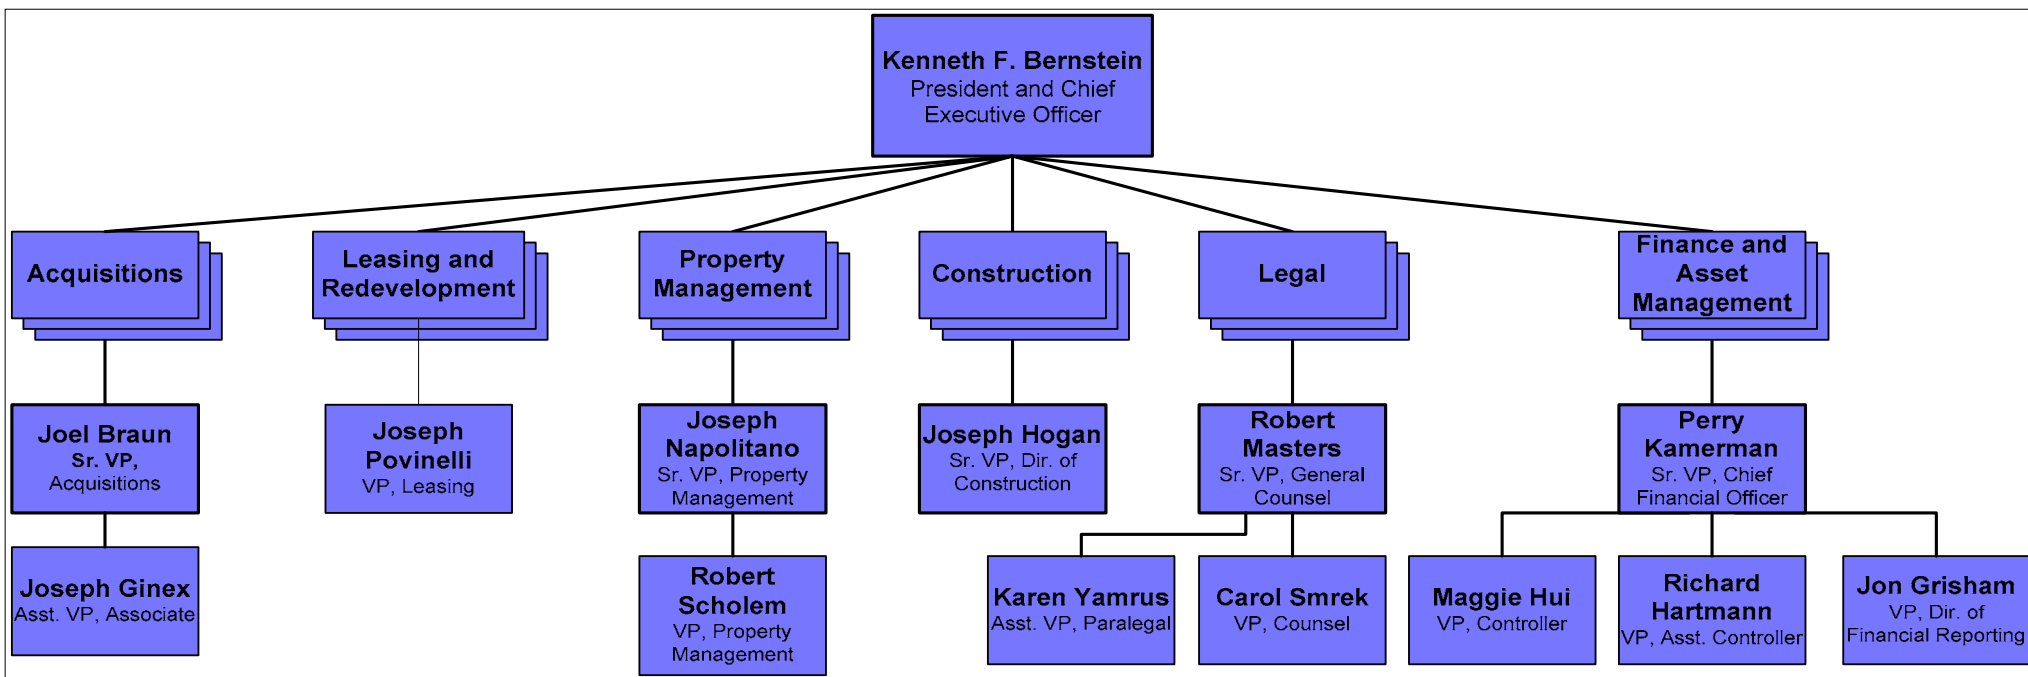 Kenneth F. Bernstein
President and Chief
Executive Officer
Acquisitions
Leasing and
Redevelopment
Property
Management
Construction
Legal
Finance and
Asset
Management
Joel Braun
Sr. VP,
Acquisitions
Joseph
Povinelli
VP, Leasing
Joseph
Napolitano
Sr. VP, Property
Management
Joseph Hogan
Sr. VP, Dir. of
Construction
Robert
Masters
Sr. VP, General
Counsel
Perry
Kamerman
Sr. VP, Chief
Financial Officer
Joseph Ginex
Asst. VP, Associate
Robert
Scholem
VP, Property
Management
Karen Yamrus
Asst. VP, Paralegal
Carol Smrek
VP, Counsel
Maggie Hui
VP, Controller
Richard
Hartmann
VP, Asst. Controller
Jon Grisham
VP, Dir. of
Financial Reporting